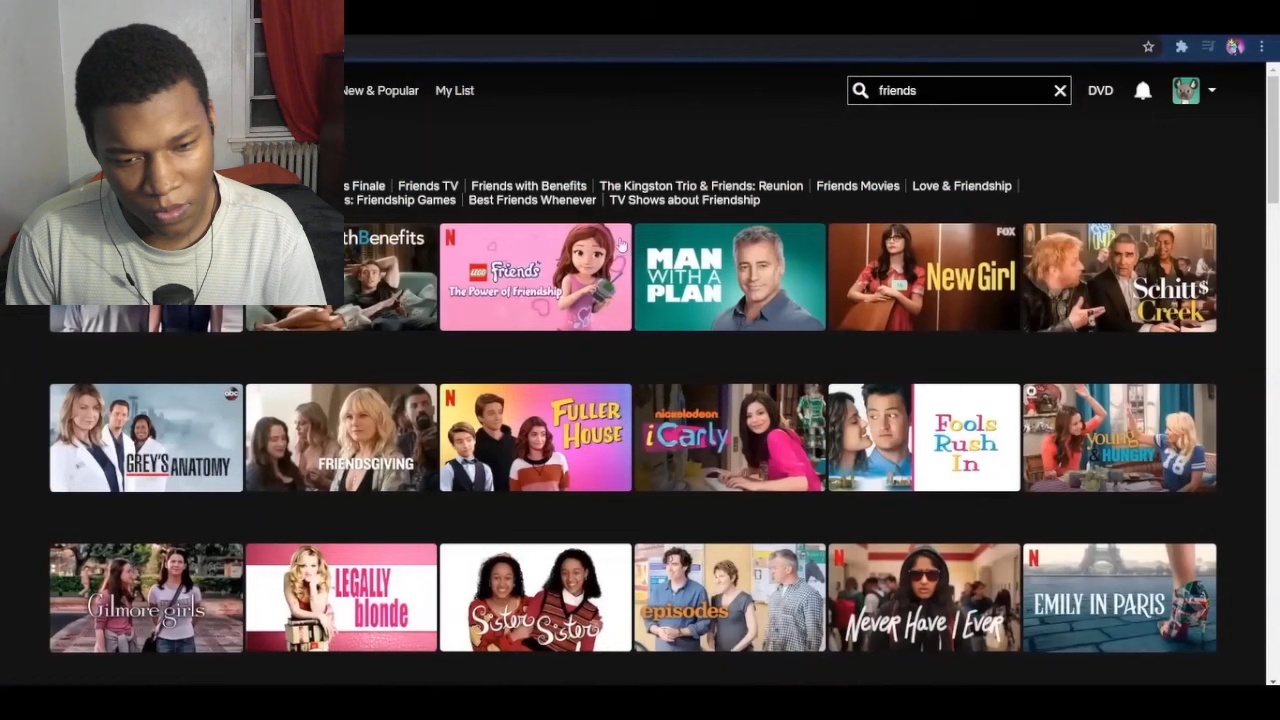 New & Popular My List
friends
DVD
s Finale | Friends TV | Friends with Benefits | The Kingston Trio & Friends: Reunion | Friends Movies | Love & Friendship |
s: Friendship Games | Best Friends Whenever | TV Shows about Friendship
thBenefits
N
LEGO Friends
The Power of Friendship
MAN
WITH A
PLAN
FOX
New Girl
Schitt$
Creek
abc
GREY'S ANATOMY
FRIENDSGIVING
N
FULLER
HOUSE
nickelodeon
iCarly
Fools
Rush
In
young
& HUNGRY
78
Gilmore girls
LEGALLY
blonde
Sister Sister
episodes
N
Never Have I Ever
N
EMILY IN PARIS